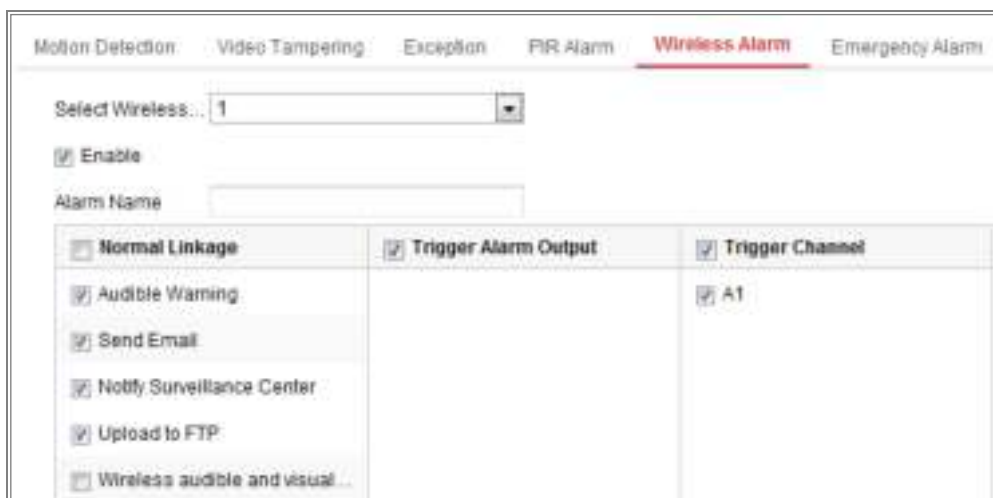 Motion Detection Video Tampering Exception PIR Alarm Wireless Alarm Emergency Alarm
Select Wireless... 1
Enable
Alarm Name
Normal Linkage Trigger Alarm Output Trigger Channel
Audible Warning A1
Send Email
Notify Surveillance Center
Upload to FTP
Wireless audible and visual...